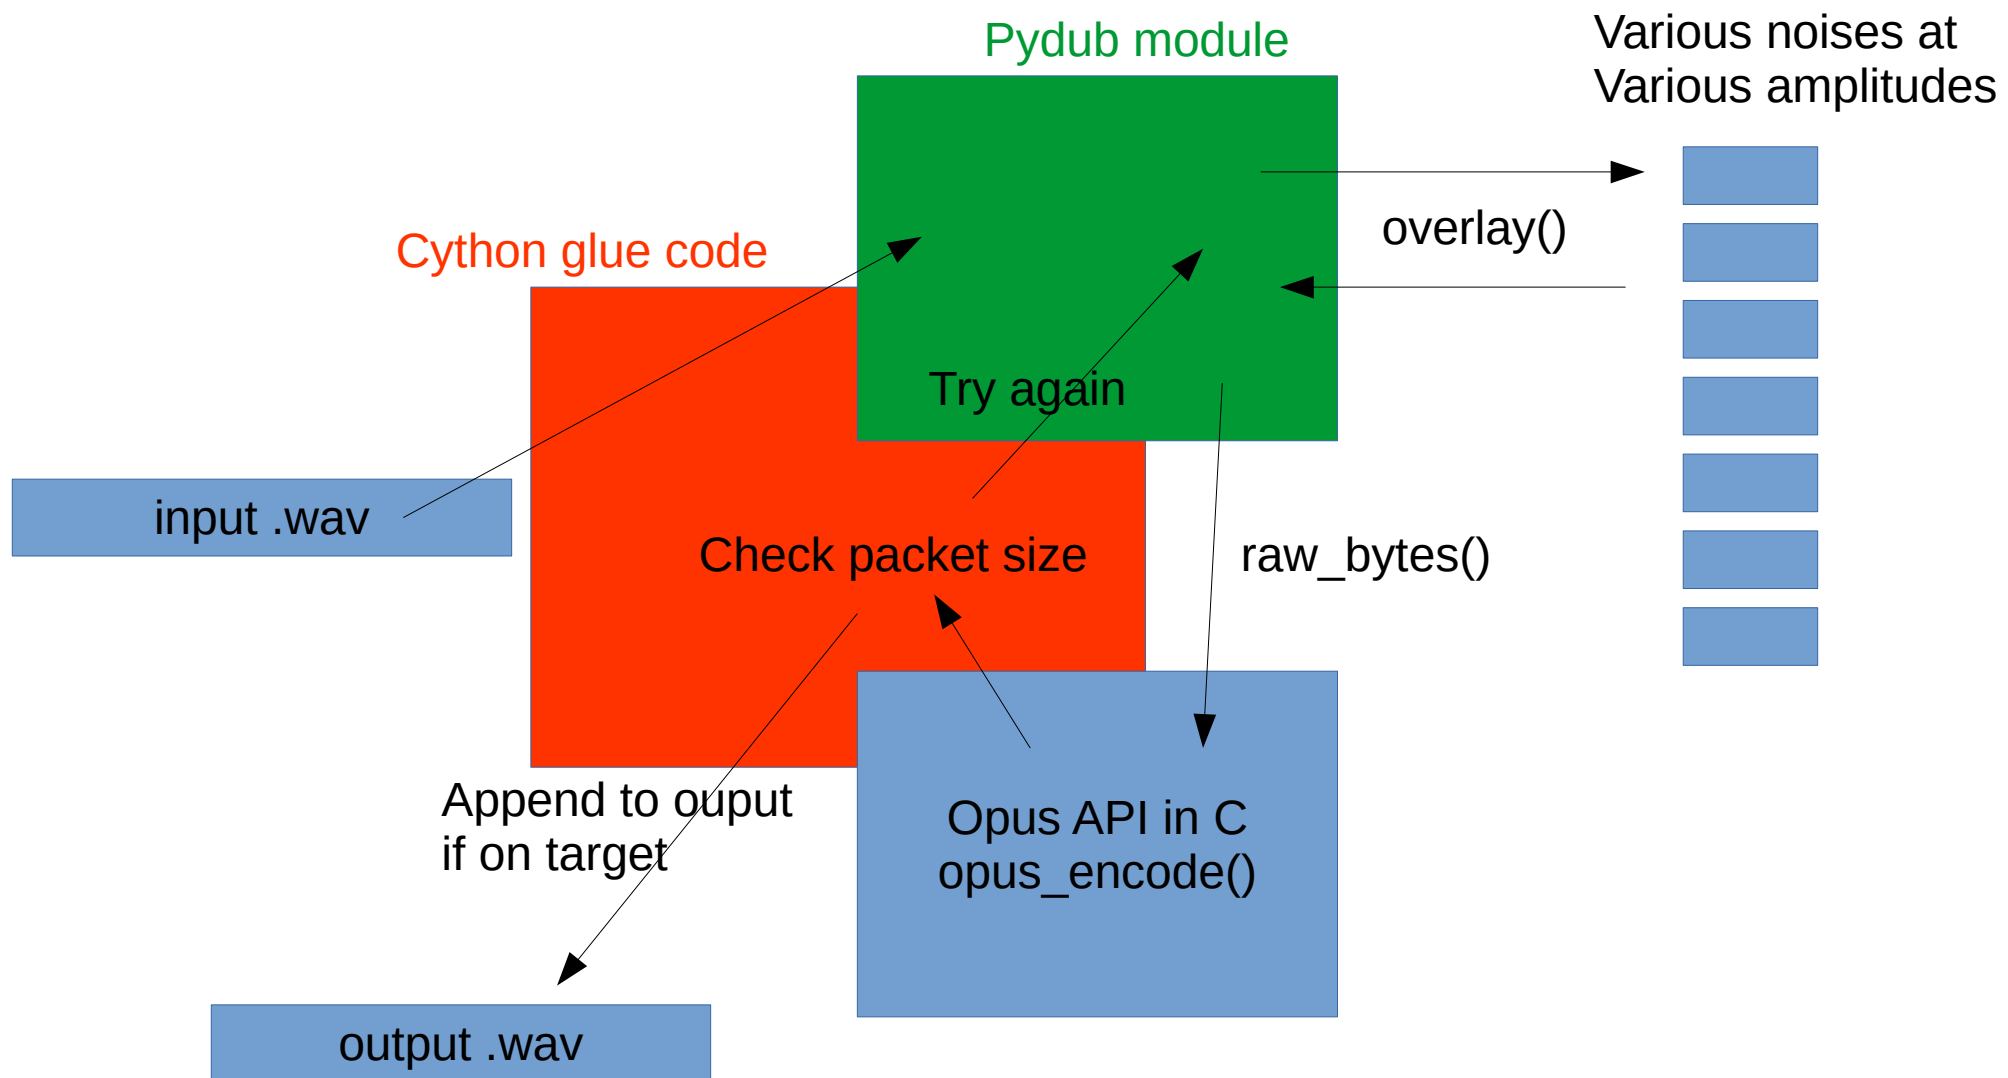 Pydub module
Various noises at
Various amplitudes
overlay()
Cython glue code
Try again
input .wav
Check packet size
raw_bytes()
Append to ouput
if on target
Opus API in C
opus_encode()
output .wav